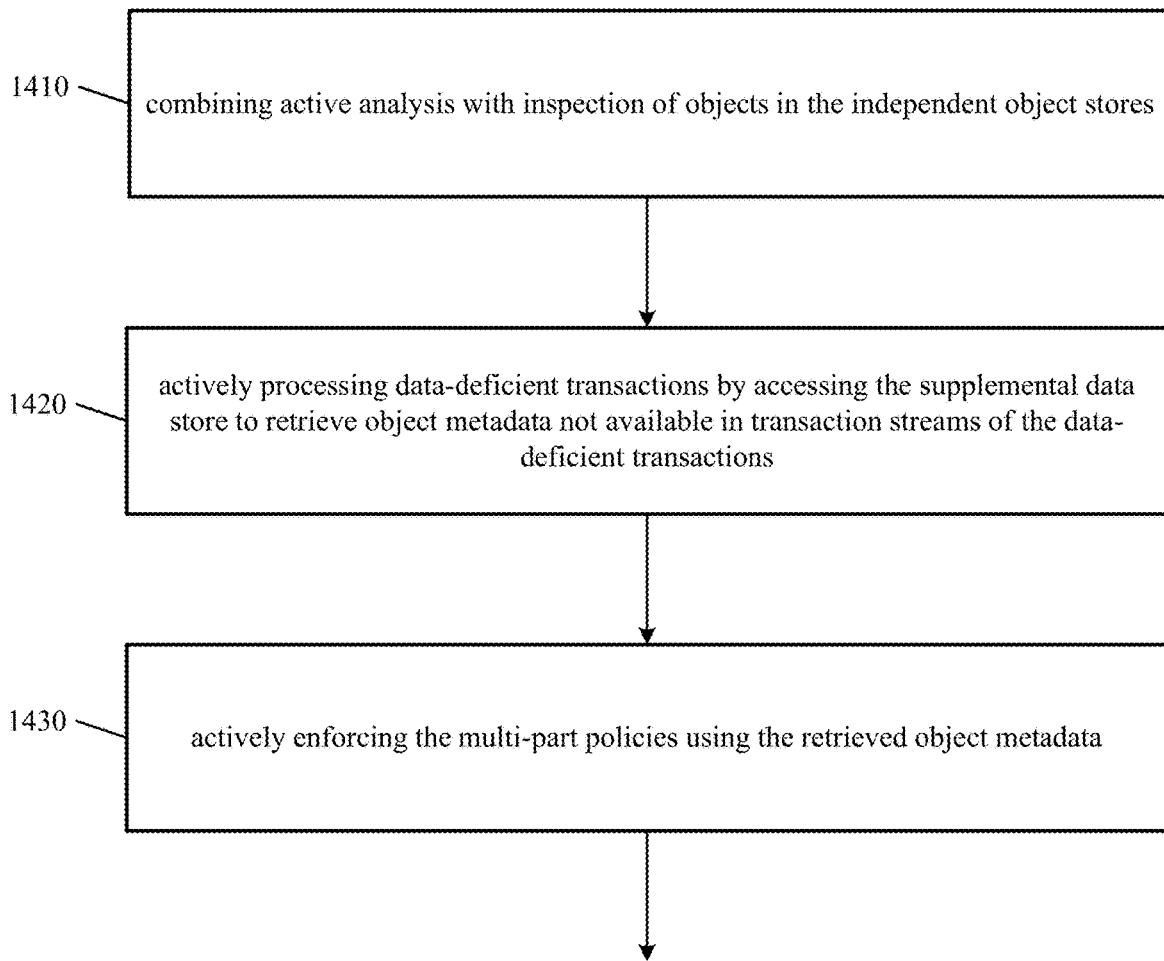 1410
combining active analysis with inspection of objects in the independent object stores
1420
actively processing data-deficient transactions by accessing the supplemental data
store to retrieve object metadata not available in transaction streams of the data-
deficient transactions
1430
actively enforcing the multi-part policies using the retrieved object metadata